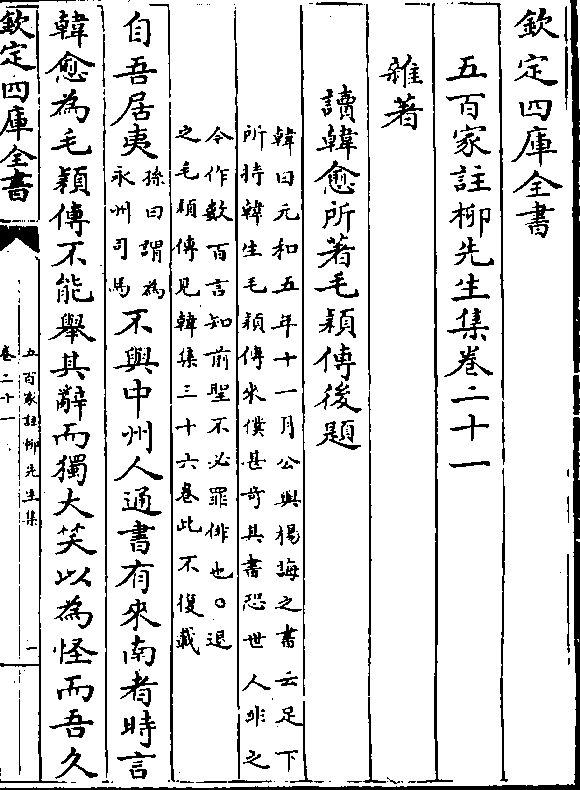 欽定四庫全書
五百家註柳先生集卷二十一
雜著
讀韓愈所著毛穎傳後題
韓曰元和五年十一月公與楊誨之書云足下
所持韓生毛穎傳來僕甚奇其書恐世人非之
今作數百言知前聖不必罪俳也○退
之毛穎傳見韓集三十六卷此不復載
自吾居夷孫曰謂為永州司馬不與中州人通書有來南者時言
韓愈為毛穎傳不能舉其辭而獨大笑以為怪而吾久
欽定四庫全書
五百家註柳先生集
卷二十一
一